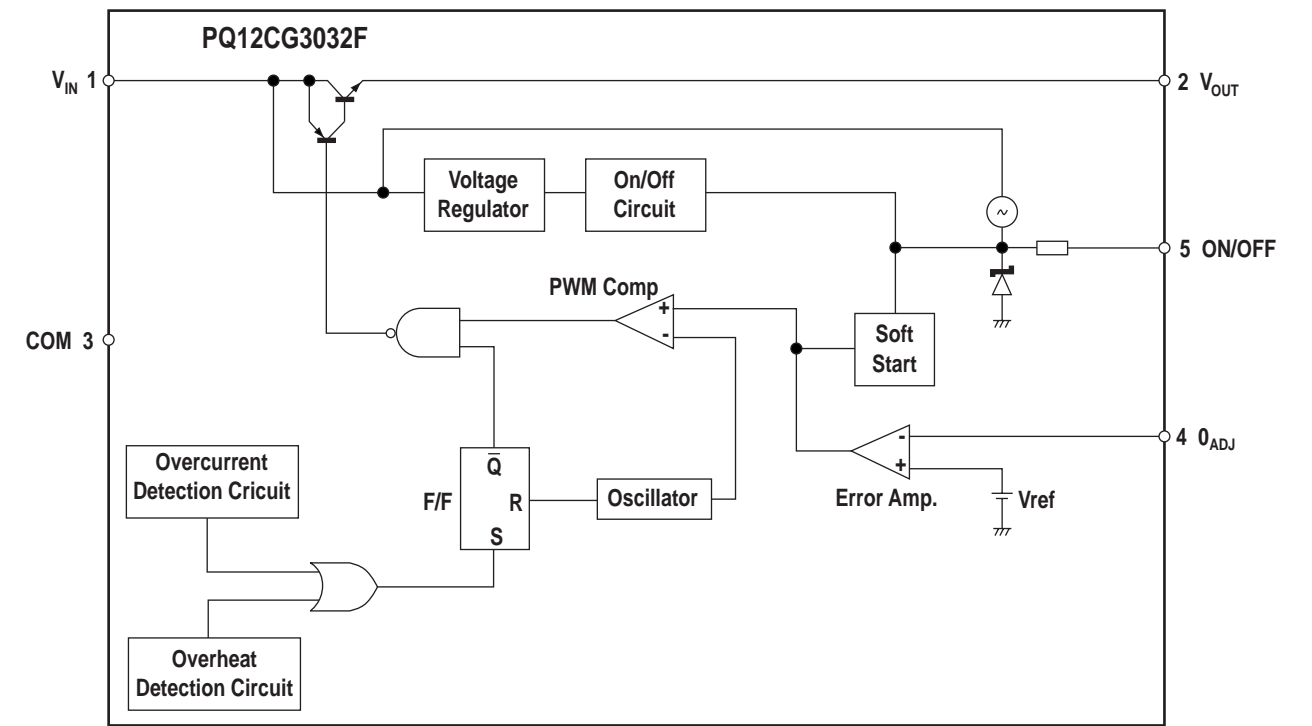 PQ12CG3032F
VIN 1
2 VOUT
Voltage
Regulator
On/Off
Circuit
~
5 ON/OFF
PWM Comp
+
-
COM 3
Soft
Start
4 0ADJ
-
+
Error Amp.
Vref
Overcurrent
Detection Cricuit
F/F
Q̅
R
S
Oscillator
Overheat
Detection Circuit